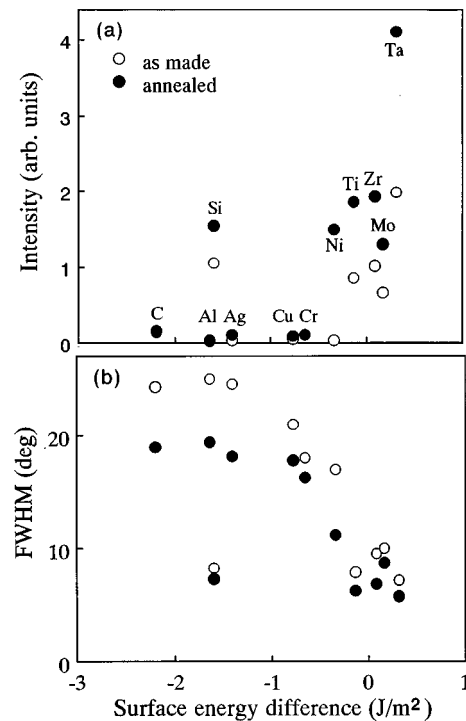 (a)
○ as made
● annealed
Ta
Ti Zr
Si
Ni Mo
C
Al Ag Cu Cr
4
3
2
1
0
Intensity (arb. units)
(b)
20
10
0
FWHM (deg)
-3 -2 -1 0 1
Surface energy difference (J/m²)